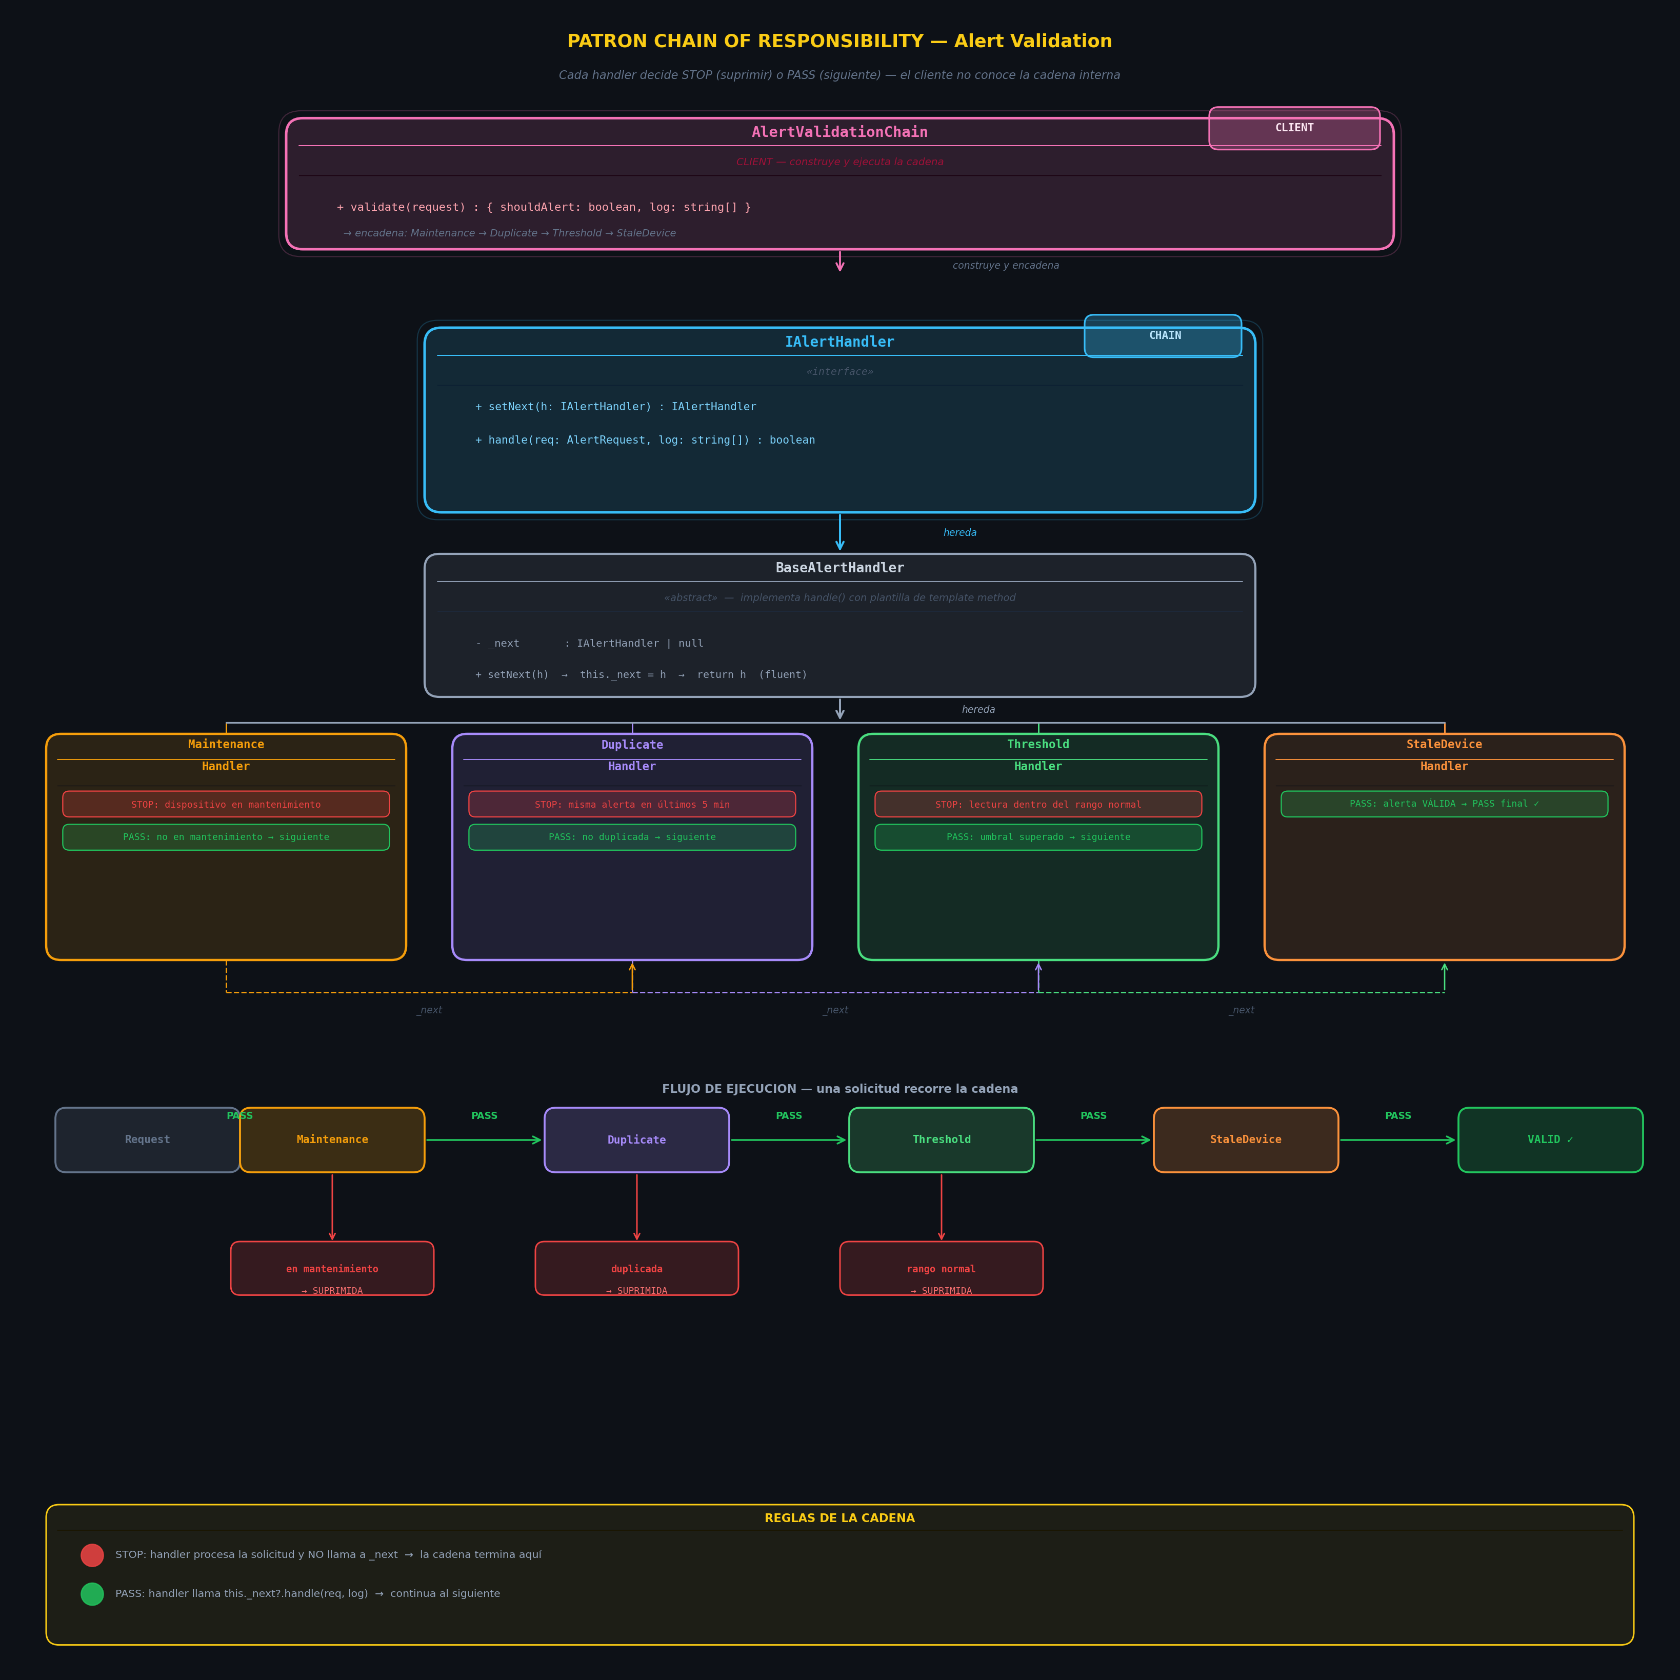 PATRON CHAIN OF RESPONSIBILITY — Alert Validation
Cada handler decide STOP (suprimir) o PASS (siguiente) — el cliente no conoce la cadena interna
CLIENT
AlertValidationChain
CLIENT — construye y ejecuta la cadena
+ validate(request) : { shouldAlert: boolean, log: string[] }
→ encadena: Maintenance → Duplicate → Threshold → StaleDevice
construye y encadena
CHAIN
IAlertHandler
«interface»
+ setNext(h: IAlertHandler) : IAlertHandler
+ handle(req: AlertRequest, log: string[]) : boolean
hereda
BaseAlertHandler
«abstract» — implementa handle() con plantilla de template method
- _next : IAlertHandler | null
+ setNext(h) → this._next = h → return h (fluent)
hereda
Maintenance
Handler
STOP: dispositivo en mantenimiento
PASS: no en mantenimiento → siguiente
Duplicate
Handler
STOP: misma alerta en últimos 5 min
PASS: no duplicada → siguiente
Threshold
Handler
STOP: lectura dentro del rango normal
PASS: umbral superado → siguiente
StaleDevice
Handler
PASS: alerta VÁLIDA → PASS final ✓
_next
_next
_next
FLUJO DE EJECUCION — una solicitud recorre la cadena
PASS
PASS
PASS
PASS
PASS
Request
Maintenance
Duplicate
Threshold
StaleDevice
VALID ✓
en mantenimiento
→ SUPRIMIDA
duplicada
→ SUPRIMIDA
rango normal
→ SUPRIMIDA
REGLAS DE LA CADENA
STOP: handler procesa la solicitud y NO llama a _next → la cadena termina aquí
PASS: handler llama this._next?.handle(req, log) → continua al siguiente